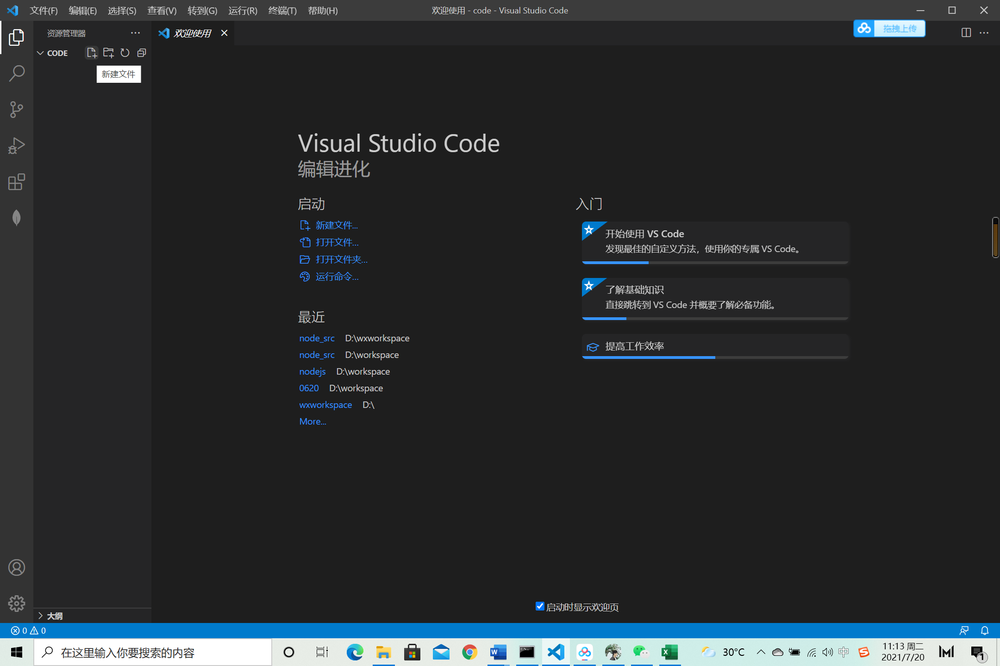 文件(F) 编辑(E) 选择(S) 查看(V) 转到(G) 运行(R) 终端(T) 帮助(H) 欢迎使用 - code - Visual Studio Code
资源管理器
欢迎使用
拖拽上传
CODE
新建文件
Visual Studio Code
编辑进化
启动
新建文件...
打开文件...
打开文件夹...
运行命令...
最近
node_src D:\wxworkspace
node_src D:\workspace
nodejs D:\workspace
0620 D:\workspace
wxworkspace D:\
More...
入门
开始使用 VS Code
发现最佳的自定义方法，使用你的专属 VS Code。
了解基础知识
直接跳转到 VS Code 并概要了解必备功能。
提高工作效率
启动时显示欢迎页
大纲
0 0
在这里输入你要搜索的内容
30°C
中
11:13 周二
2021/7/20
1